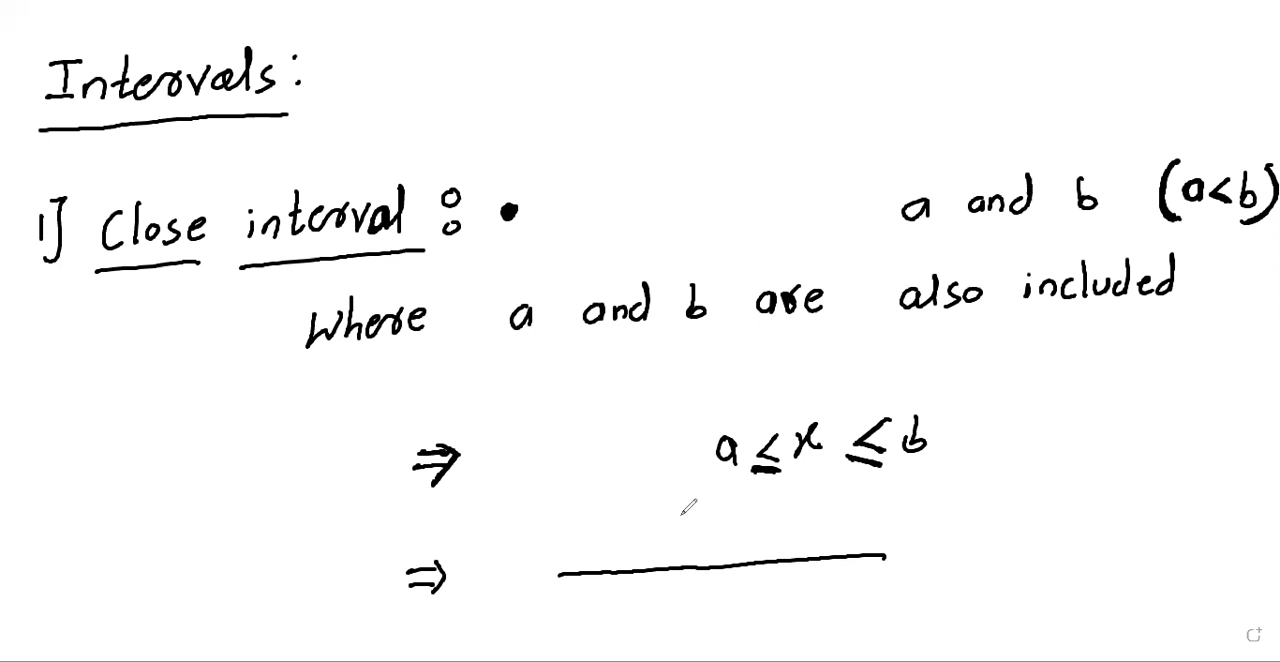 Intervals:
1] Close interval : • a and b (a<b)
Where a and b are also included
⇒ a ≤ x ≤ b
⇒